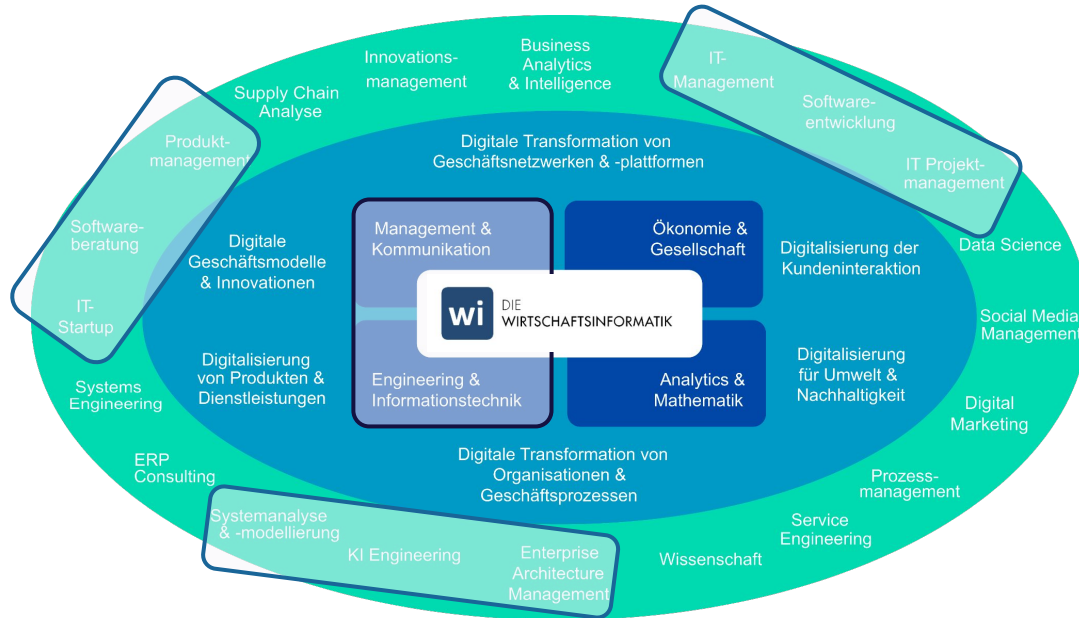 Innovations-
management
Business
Analytics
& Intelligence
IT-
Management
Supply Chain
Analyse
Software-
entwicklung
Produkt-
management
IT Projekt-
management
Digitale Transformation von
Geschäftsnetzwerken & -plattformen
Software-
beratung
Digitale
Geschäftsmodelle
& Innovationen
Management &
Kommunikation
Ökonomie &
Gesellschaft
Digitalisierung der
Kundeninteraktion
Data Science
IT-
Startup
wi
DIE
WIRTSCHAFTSINFORMATIK
Social Media
Management
Digitalisierung
von Produkten &
Dienstleistungen
Engineering &
Informationstechnik
Analytics &
Mathematik
Digitalisierung
für Umwelt &
Nachhaltigkeit
Systems
Engineering
Digital
Marketing
ERP
Consulting
Digitale Transformation von
Organisationen &
Geschäftsprozessen
Prozess-
management
Systemanalyse
& -modellierung
KI Engineering
Enterprise
Architecture
Management
Wissenschaft
Service
Engineering